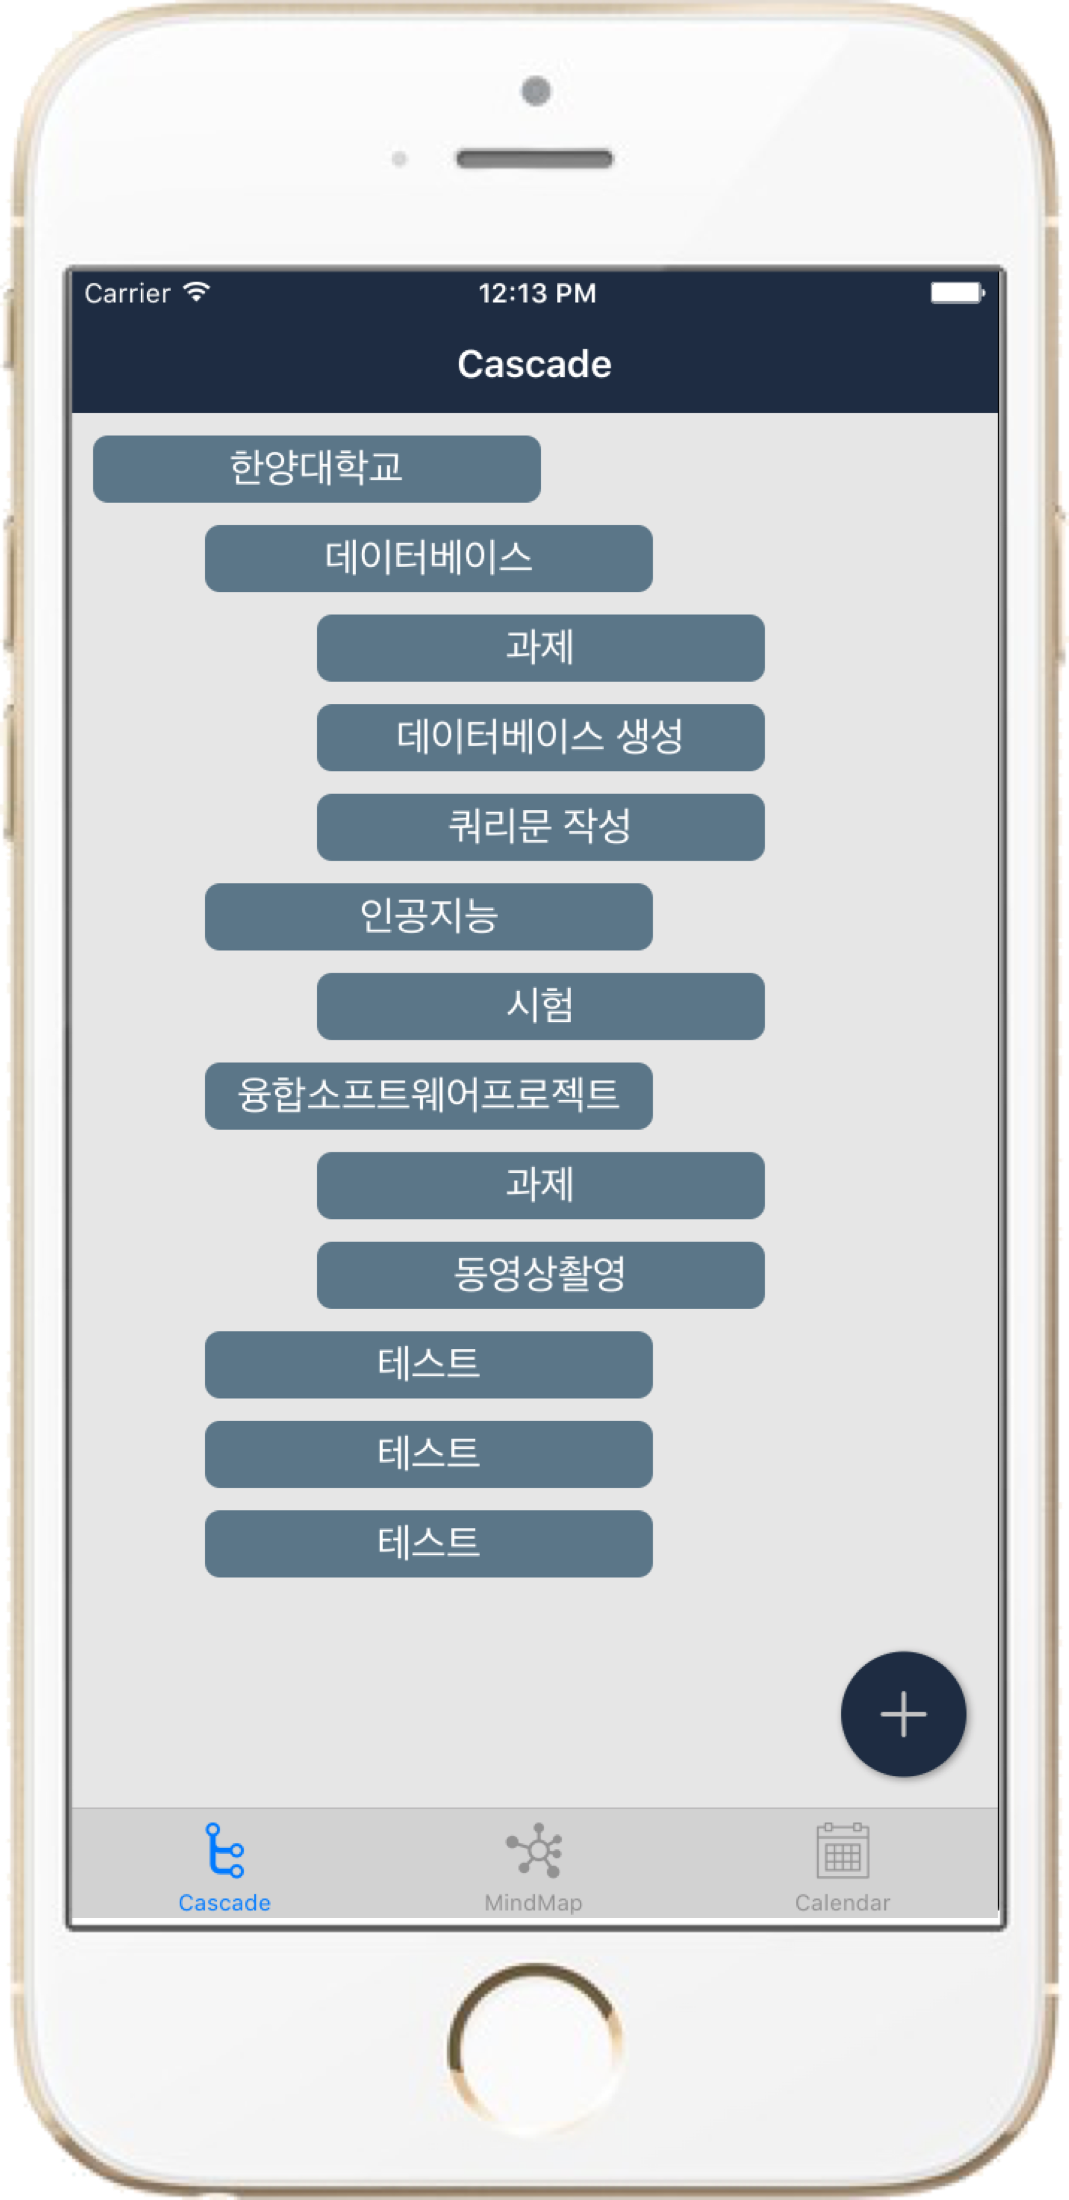 Carrier 12:13 PM
Cascade
한양대학교
데이터베이스
과제
데이터베이스 생성
쿼리문 작성
인공지능
시험
융합소프트웨어프로젝트
과제
동영상촬영
테스트
테스트
테스트
Cascade MindMap Calendar